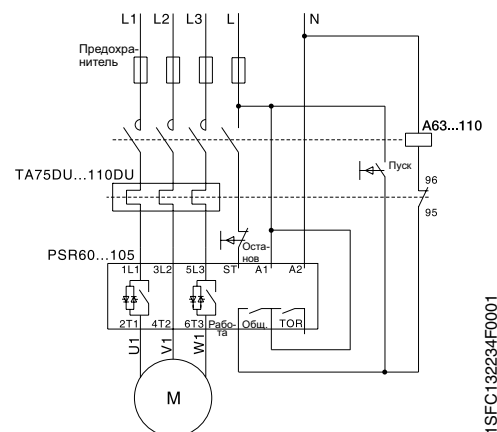 L1 L2 L3 L N
Предохра-
нитель
A63...110
Пуск
TA75DU...110DU
96
95
Оста-
нов
PSR60...105
1L1 3L2 5L3 ST A1 A2
2T1 4T2 6T3 Рабо-
та Общ. TOR
U1 V1 W1
M
1SFC132234F0001